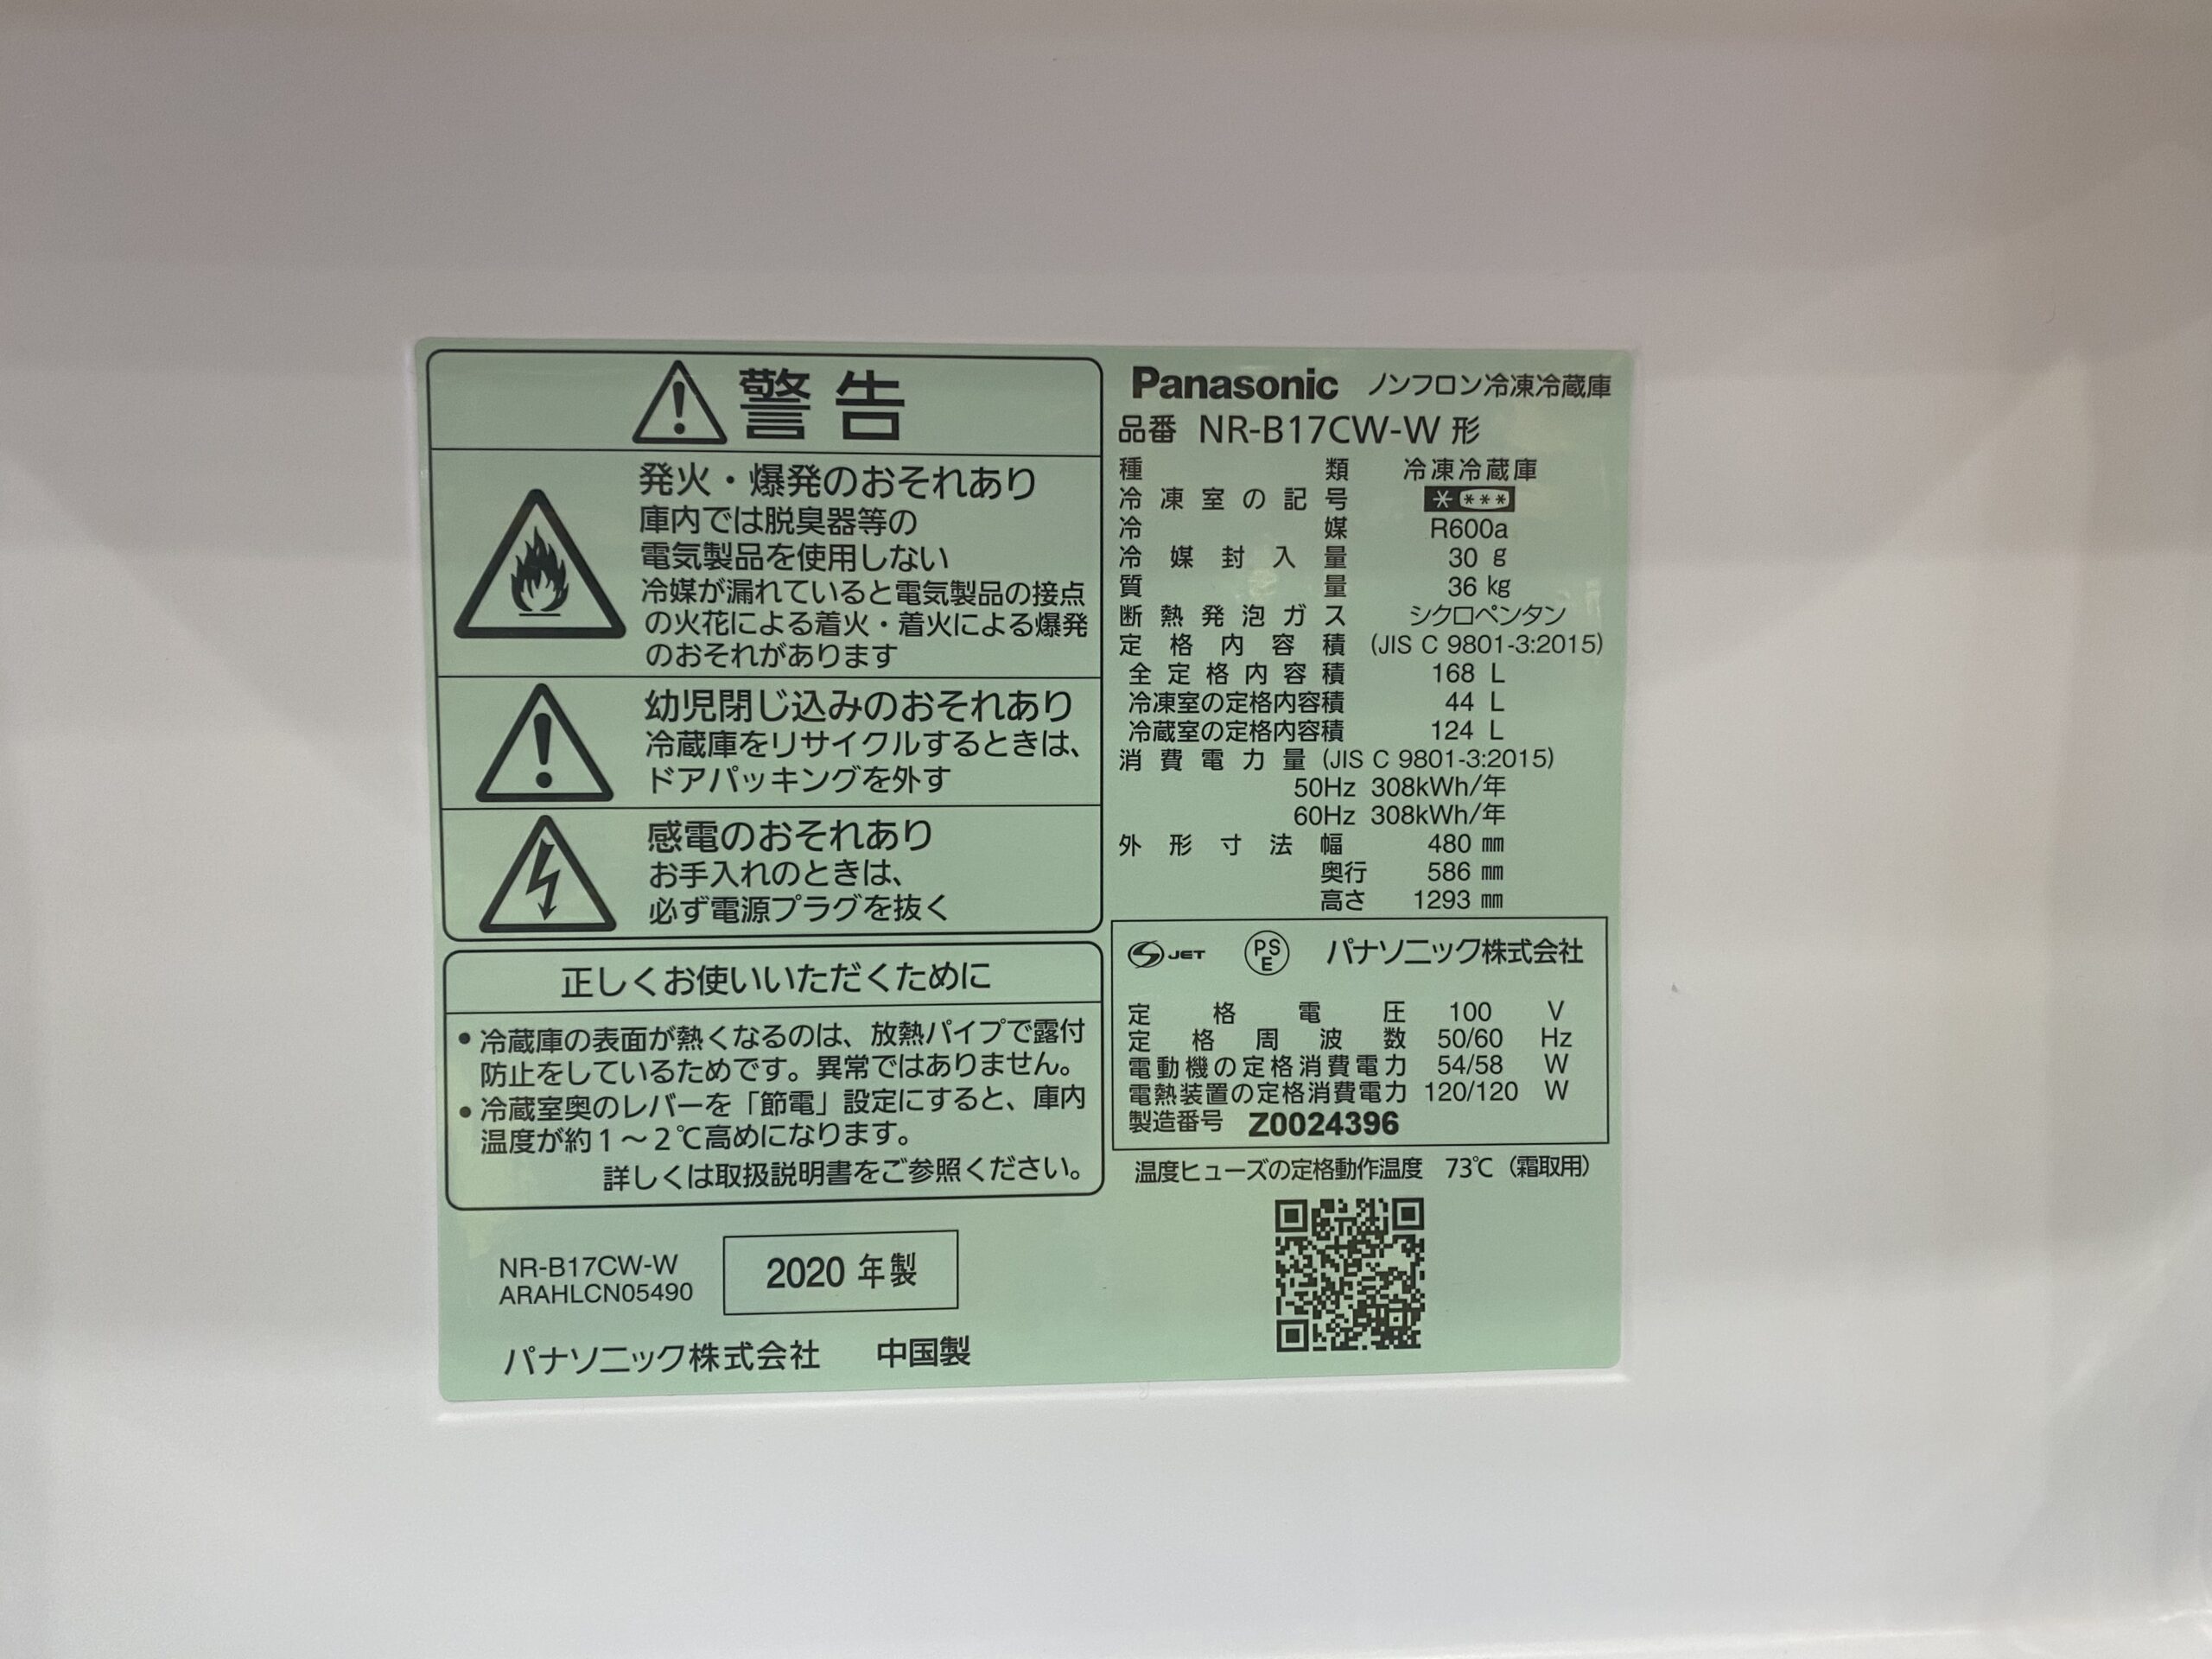 警告
発火・爆発のおそれあり
庫内では脱臭器等の
電気製品を使用しない
冷媒が漏れていると電気製品の接点
の火花による着火・着火による爆発
のおそれがあります
幼児閉じ込みのおそれあり
冷蔵庫をリサイクルするときは、
ドアパッキングを外す
感電のおそれあり
お手入れのときは、
必ず電源プラグを抜く
正しくお使いいただくために
• 冷蔵庫の表面が熱くなるのは、放熱パイプで露付
防止をしているためです。異常ではありません。
• 冷蔵室奥のレバーを「節電」設定にすると、庫内
温度が約1～2℃高めになります。
詳しくは取扱説明書をご参照ください。
NR-B17CW-W
ARAHLCN05490
2020 年製
パナソニック株式会社 中国製
Panasonic ノンフロン冷凍冷蔵庫
品番 NR-B17CW-W 形
種類 冷凍冷蔵庫
冷凍室の記号 * ***
冷媒 R600a
冷媒封入量 30 g
質量 36 kg
断熱発泡ガス シクロペンタン
定格内容積 (JIS C 9801-3:2015)
全定格内容積 168 L
冷凍室の定格内容積 44 L
冷蔵室の定格内容積 124 L
消費電力量 (JIS C 9801-3:2015)
50Hz 308kWh/年
60Hz 308kWh/年
外形寸法 幅 480 ㎜
奥行 586 ㎜
高さ 1293 ㎜
JET PSE パナソニック株式会社
定格電圧 100 V
定格周波数 50/60 Hz
電動機の定格消費電力 54/58 W
電熱装置の定格消費電力 120/120 W
製造番号 Z0024396
温度ヒューズの定格動作温度 73℃（霜取用）